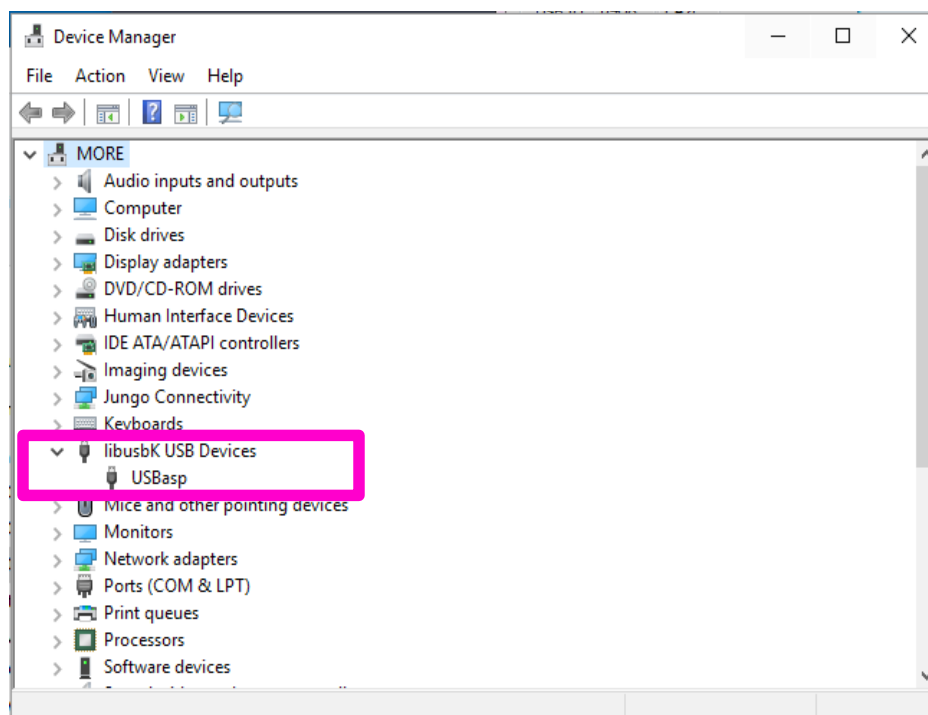 Device Manager
File Action View Help
MORE
Audio inputs and outputs
Computer
Disk drives
Display adapters
DVD/CD-ROM drives
Human Interface Devices
IDE ATA/ATAPI controllers
Imaging devices
Jungo Connectivity
Keyboards
libusbK USB Devices
USBasp
Mice and other pointing devices
Monitors
Network adapters
Ports (COM & LPT)
Print queues
Processors
Software devices